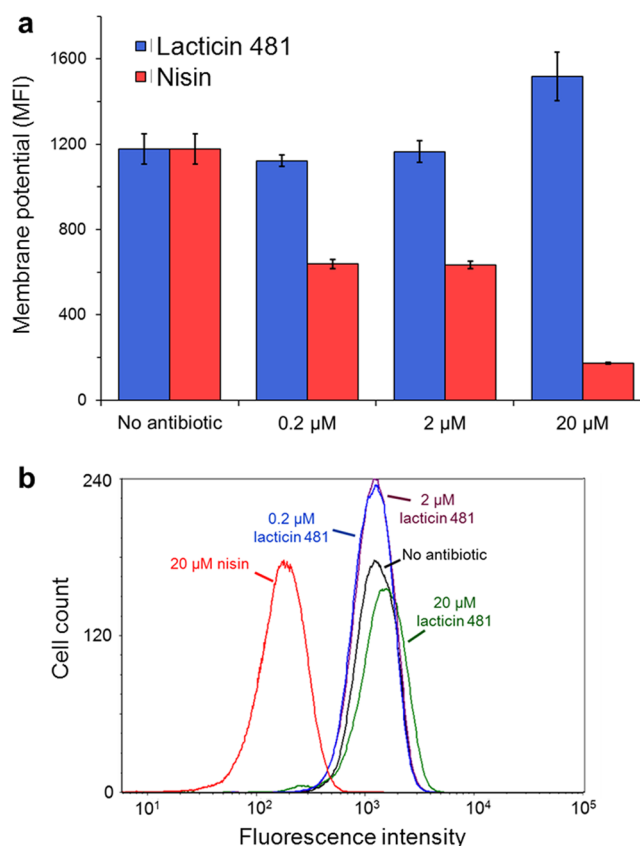 a
Membrane potential (MFI)
1600
1200
800
400
0
Lacticin 481
Nisin
No antibiotic
0.2 µM
2 µM
20 µM
b
Cell count
240
120
0
20 µM nisin
0.2 µM
lacticin 481
2 µM
lacticin 481
No antibiotic
20 µM
lacticin 481
10¹
10²
10³
10⁴
10⁵
Fluorescence intensity